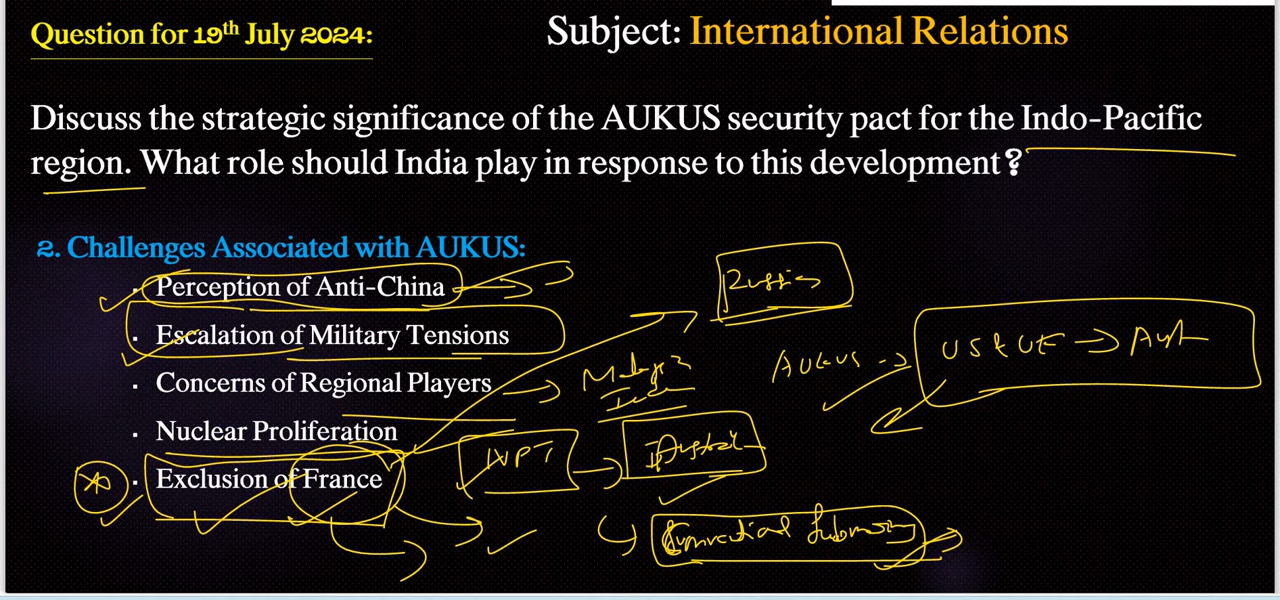 Question for 19th July 2024:
Subject: International Relations
Discuss the strategic significance of the AUKUS security pact for the Indo-Pacific
region. What role should India play in response to this development?
2. Challenges Associated with AUKUS:
· Perception of Anti-China
· Escalation of Military Tensions
· Concerns of Regional Players
· Nuclear Proliferation
· Exclusion of France
Russia
AUKUS →
US & UK → Aus
NPT →